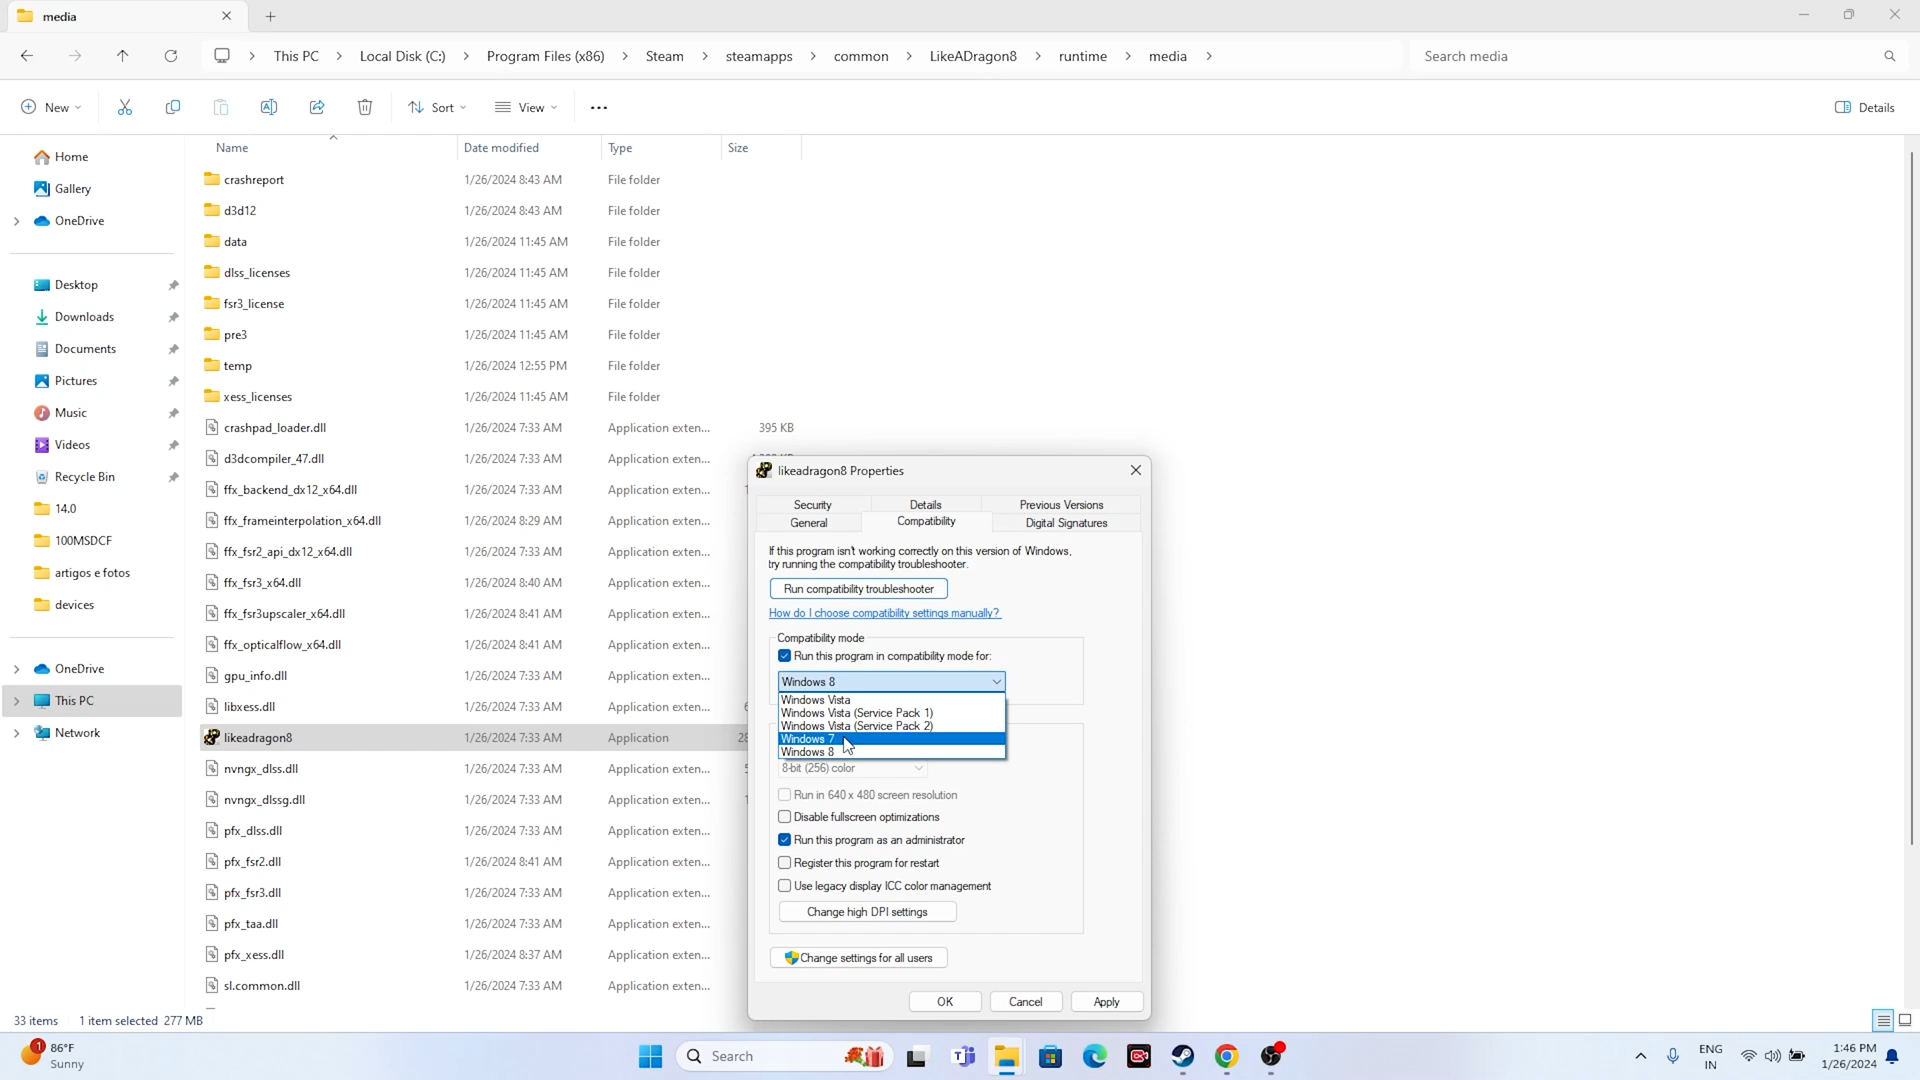 media
This PC
Local Disk (C:)
Program Files (x86)
Steam
steamapps
common
LikeADragon8
runtime
media
Search media
New
Sort
View
Details
Name
Date modified
Type
Size
Home
Gallery
OneDrive
Desktop
Downloads
Documents
Pictures
Music
Videos
Recycle Bin
14.0
100MSDCF
artigos e fotos
devices
OneDrive
This PC
Network
crashreport 1/26/2024 8:43 AM File folder
d3d12 1/26/2024 8:43 AM File folder
data 1/26/2024 11:45 AM File folder
dlss_licenses 1/26/2024 11:45 AM File folder
fsr3_license 1/26/2024 11:45 AM File folder
pre3 1/26/2024 11:45 AM File folder
temp 1/26/2024 12:55 PM File folder
xess_licenses 1/26/2024 11:45 AM File folder
crashpad_loader.dll 1/26/2024 7:33 AM Application exten... 395 KB
d3dcompiler_47.dll 1/26/2024 7:33 AM Application exten...
ffx_backend_dx12_x64.dll 1/26/2024 7:33 AM Application exten...
ffx_frameinterpolation_x64.dll 1/26/2024 8:29 AM Application exten...
ffx_fsr2_api_dx12_x64.dll 1/26/2024 7:33 AM Application exten...
ffx_fsr3_x64.dll 1/26/2024 8:40 AM Application exten...
ffx_fsr3upscaler_x64.dll 1/26/2024 8:41 AM Application exten...
ffx_opticalflow_x64.dll 1/26/2024 8:41 AM Application exten...
gpu_info.dll 1/26/2024 7:33 AM Application exten...
libxess.dll 1/26/2024 7:33 AM Application exten...
likeadragon8 1/26/2024 7:33 AM Application
nvngx_dlss.dll 1/26/2024 7:33 AM Application exten...
nvngx_dlssg.dll 1/26/2024 7:33 AM Application exten...
pfx_dlss.dll 1/26/2024 7:33 AM Application exten...
pfx_fsr2.dll 1/26/2024 8:41 AM Application exten...
pfx_fsr3.dll 1/26/2024 7:33 AM Application exten...
pfx_taa.dll 1/26/2024 7:33 AM Application exten...
pfx_xess.dll 1/26/2024 8:37 AM Application exten...
sl.common.dll 1/26/2024 7:33 AM Application exten...
likeadragon8 Properties
Security Details Previous Versions
General Compatibility Digital Signatures
If this program isn't working correctly on this version of Windows,
try running the compatibility troubleshooter.
Run compatibility troubleshooter
How do I choose compatibility settings manually?
Compatibility mode
Run this program in compatibility mode for:
Windows 8
Windows Vista
Windows Vista (Service Pack 1)
Windows Vista (Service Pack 2)
Windows 7
Windows 8
8-bit (256) color
Run in 640 x 480 screen resolution
Disable fullscreen optimizations
Run this program as an administrator
Register this program for restart
Use legacy display ICC color management
Change high DPI settings
Change settings for all users
OK Cancel Apply
33 items 1 item selected 277 MB
1
86°F
Sunny
Search
ENG
IN
1:46 PM
1/26/2024